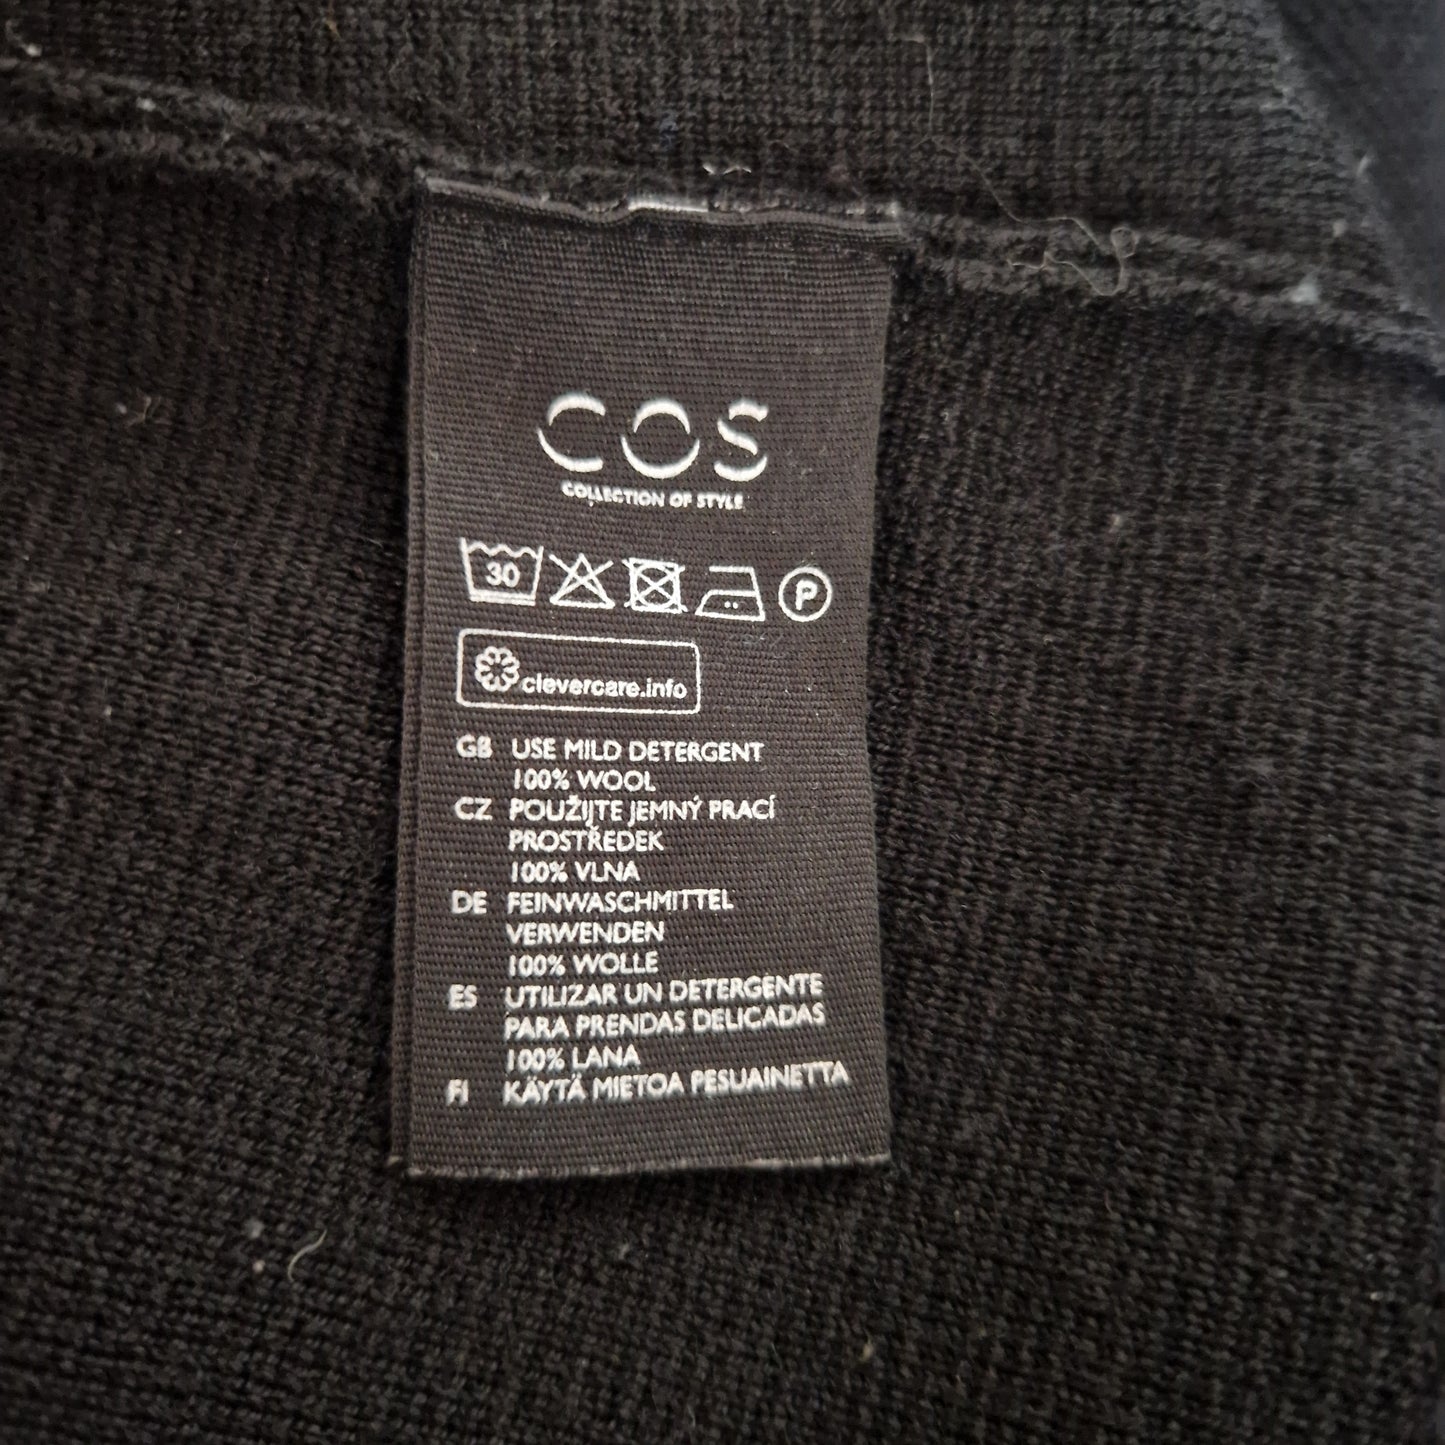 COS
COLLECTION OF STYLE
30 P
clevercare.info
GB USE MILD DETERGENT
100% WOOL
CZ POUŽIJTE JEMNÝ PRACÍ
PROSTŘEDEK
100% VLNA
DE FEINWASCHMITTEL
VERWENDEN
100% WOLLE
ES UTILIZAR UN DETERGENTE
PARA PRENDAS DELICADAS
100% LANA
FI KÄYTÄ MIETOA PESUAINETTA